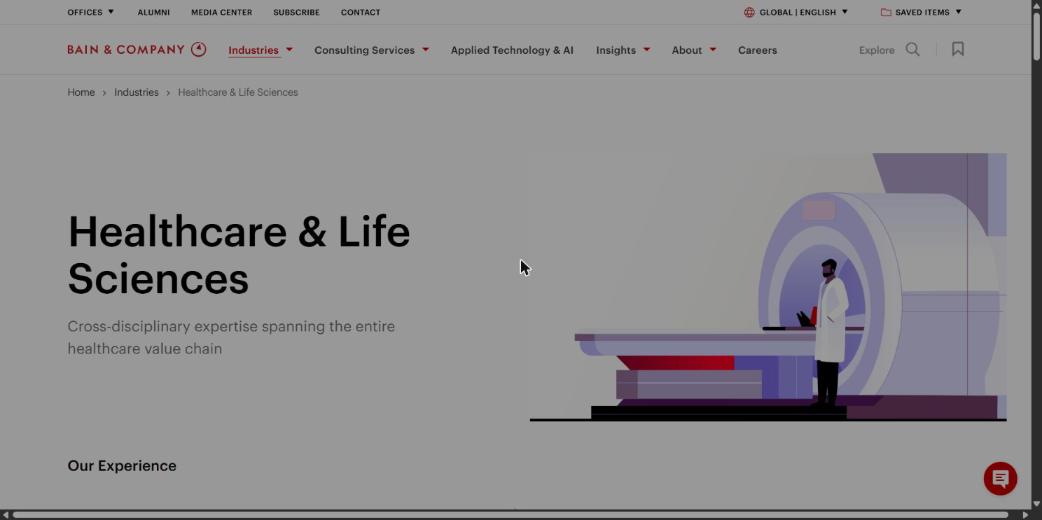 OFFICES ALUMNI MEDIA CENTER SUBSCRIBE CONTACT GLOBAL | ENGLISH SAVED ITEMS
BAIN & COMPANY Industries Consulting Services Applied Technology & AI Insights About Careers Explore
Home > Industries > Healthcare & Life Sciences
Healthcare & Life
Sciences
Cross-disciplinary expertise spanning the entire
healthcare value chain
Our Experience